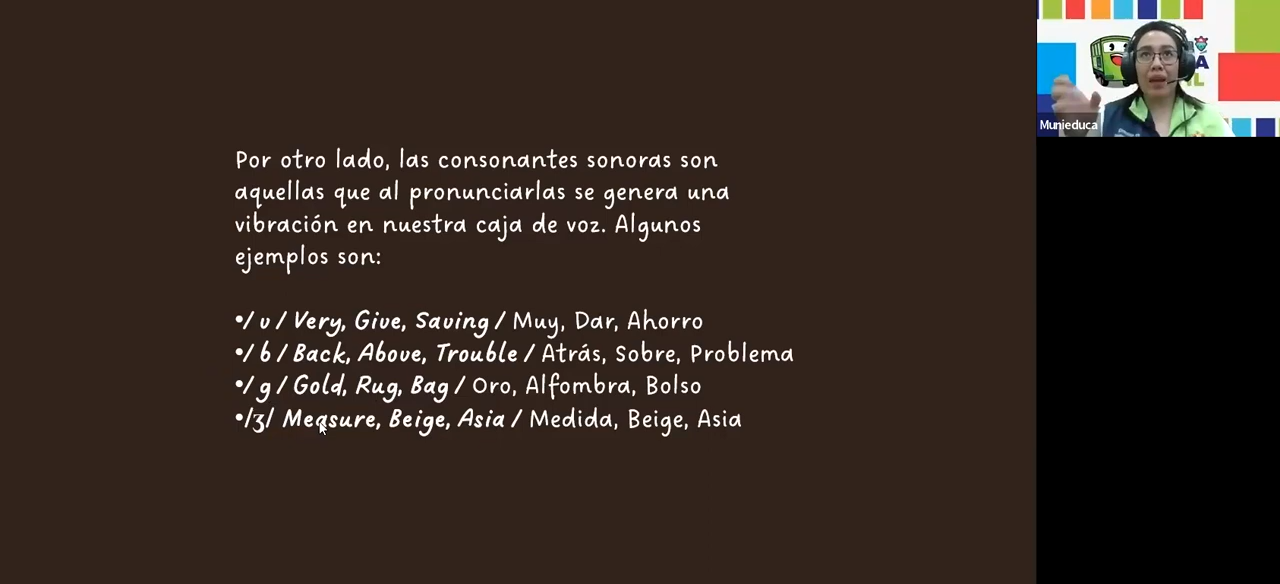 Por otro lado, las consonantes sonoras son
aquellas que al pronunciarlas se genera una
vibración en nuestra caja de voz. Algunos
ejemplos son:
•/ v / Very, Give, Saving / Muy, Dar, Ahorro
•/ b / Back, Above, Trouble / Atrás, Sobre, Problema
•/ g / Gold, Rug, Bag / Oro, Alfombra, Bolso
•/ʒ/ Measure, Beige, Asia / Medida, Beige, Asia
Munieduca